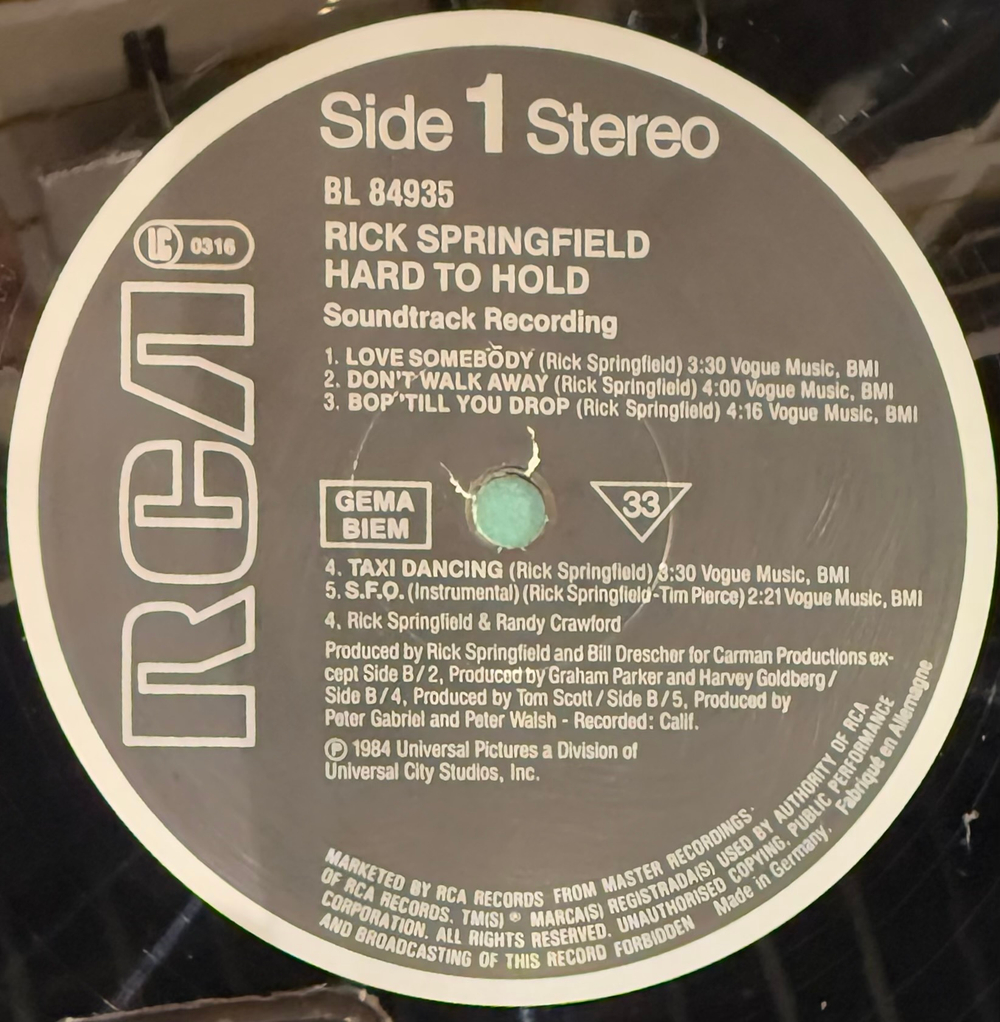 Side 1 Stereo
BL 84935
LC 0316
RCA
RICK SPRINGFIELD
HARD TO HOLD
Soundtrack Recording
1. LOVE SOMEBODY (Rick Springfield) 3:30 Vogue Music, BMI
2. DON'T WALK AWAY (Rick Springfield) 4:00 Vogue Music, BMI
3. BOP 'TILL YOU DROP (Rick Springfield) 4:16 Vogue Music, BMI
GEMA
BIEM
33
4. TAXI DANCING (Rick Springfield) 3:30 Vogue Music, BMI
5. S.F.O. (Instrumental) (Rick Springfield-Tim Pierce) 2:21 Vogue Music, BMI
4, Rick Springfield & Randy Crawford
Produced by Rick Springfield and Bill Drescher for Carman Productions ex-
cept Side B/2, Produced by Graham Parker and Harvey Goldberg/
Side B/4, Produced by Tom Scott/Side B/5, Produced by
Peter Gabriel and Peter Walsh - Recorded: Calif.
℗ 1984 Universal Pictures a Division of
Universal City Studios, Inc.
MARKETED BY RCA RECORDS FROM MASTER RECORDINGS
OF RCA RECORDS. TM(S) ® MARCA(S) REGISTRADA(S) USED BY AUTHORITY OF RCA
CORPORATION. ALL RIGHTS RESERVED. UNAUTHORISED COPYING, PUBLIC PERFORMANCE
AND BROADCASTING OF THIS RECORD FORBIDDEN Made in Germany. Fabriqué en Allemagne